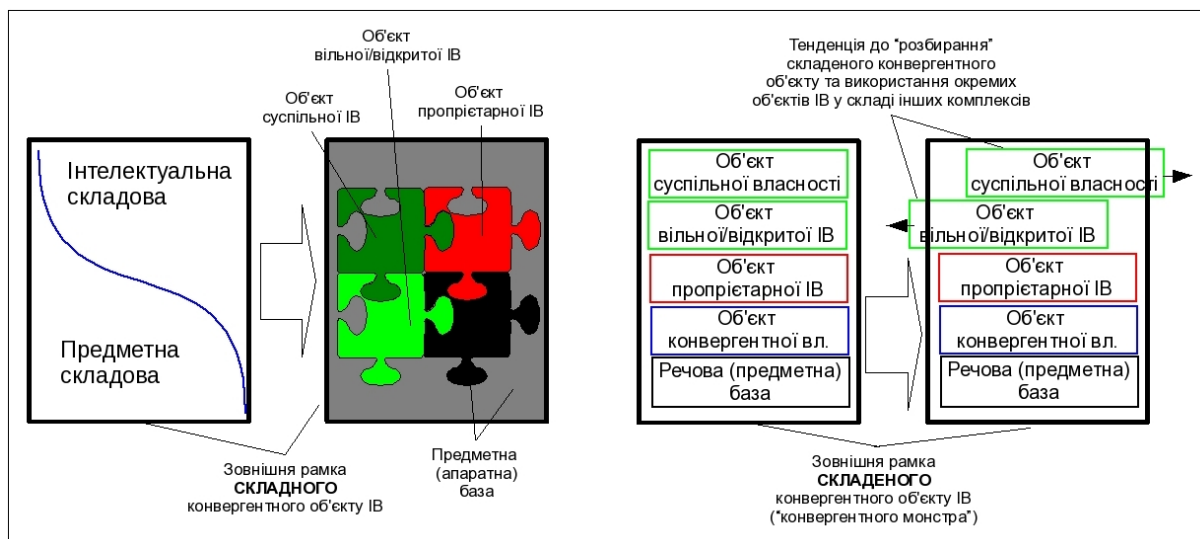 Об'єкт
вільної/відкритої ІВ
Об'єкт
суспільної ІВ
Об'єкт
пропрієтарної ІВ
Інтелектуальна
складова
Предметна
складова
Зовнішня рамка
СКЛАДНОГО
конвергентного об'єкту ІВ
Предметна
(апаратна)
база
Тенденція до "розбирання"
складеного конвергентного
об'єкту та використання окремих
об'єктів ІВ у складі інших комплексів
Об'єкт
суспільної власності
Об'єкт
вільної/відкритої ІВ
Об'єкт
пропрієтарної ІВ
Об'єкт
конвергентної вл.
Речова (предметна)
база
Об'єкт
суспільної власності
Об'єкт
вільної/відкритої ІВ
Об'єкт
пропрієтарної ІВ
Об'єкт
конвергентної вл.
Речова (предметна)
база
Зовнішня рамка
СКЛАДЕНОГО
конвергентного об'єкту ІВ
("конвергентного монстра")